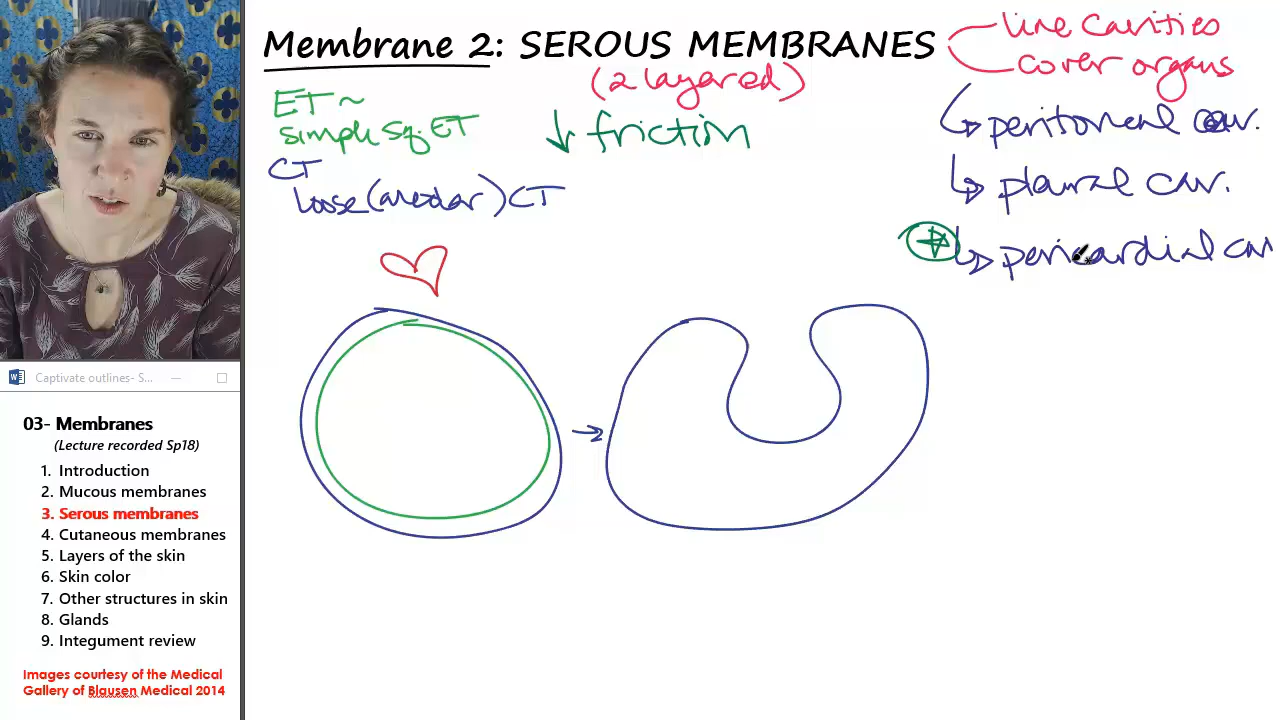 Membrane 2: SEROUS MEMBRANES
(2 layered)
line cavities
cover organs
ET ~
simple Sq. ET
CT
loose (areolar) CT
↓ friction
peritoneal cav.
plaural cav.
pericardial cav
Captivate outlines- S...
03- Membranes
(Lecture recorded Sp18)
1. Introduction
2. Mucous membranes
3. Serous membranes
4. Cutaneous membranes
5. Layers of the skin
6. Skin color
7. Other structures in skin
8. Glands
9. Integument review
Images courtesy of the Medical
Gallery of Blausen Medical 2014